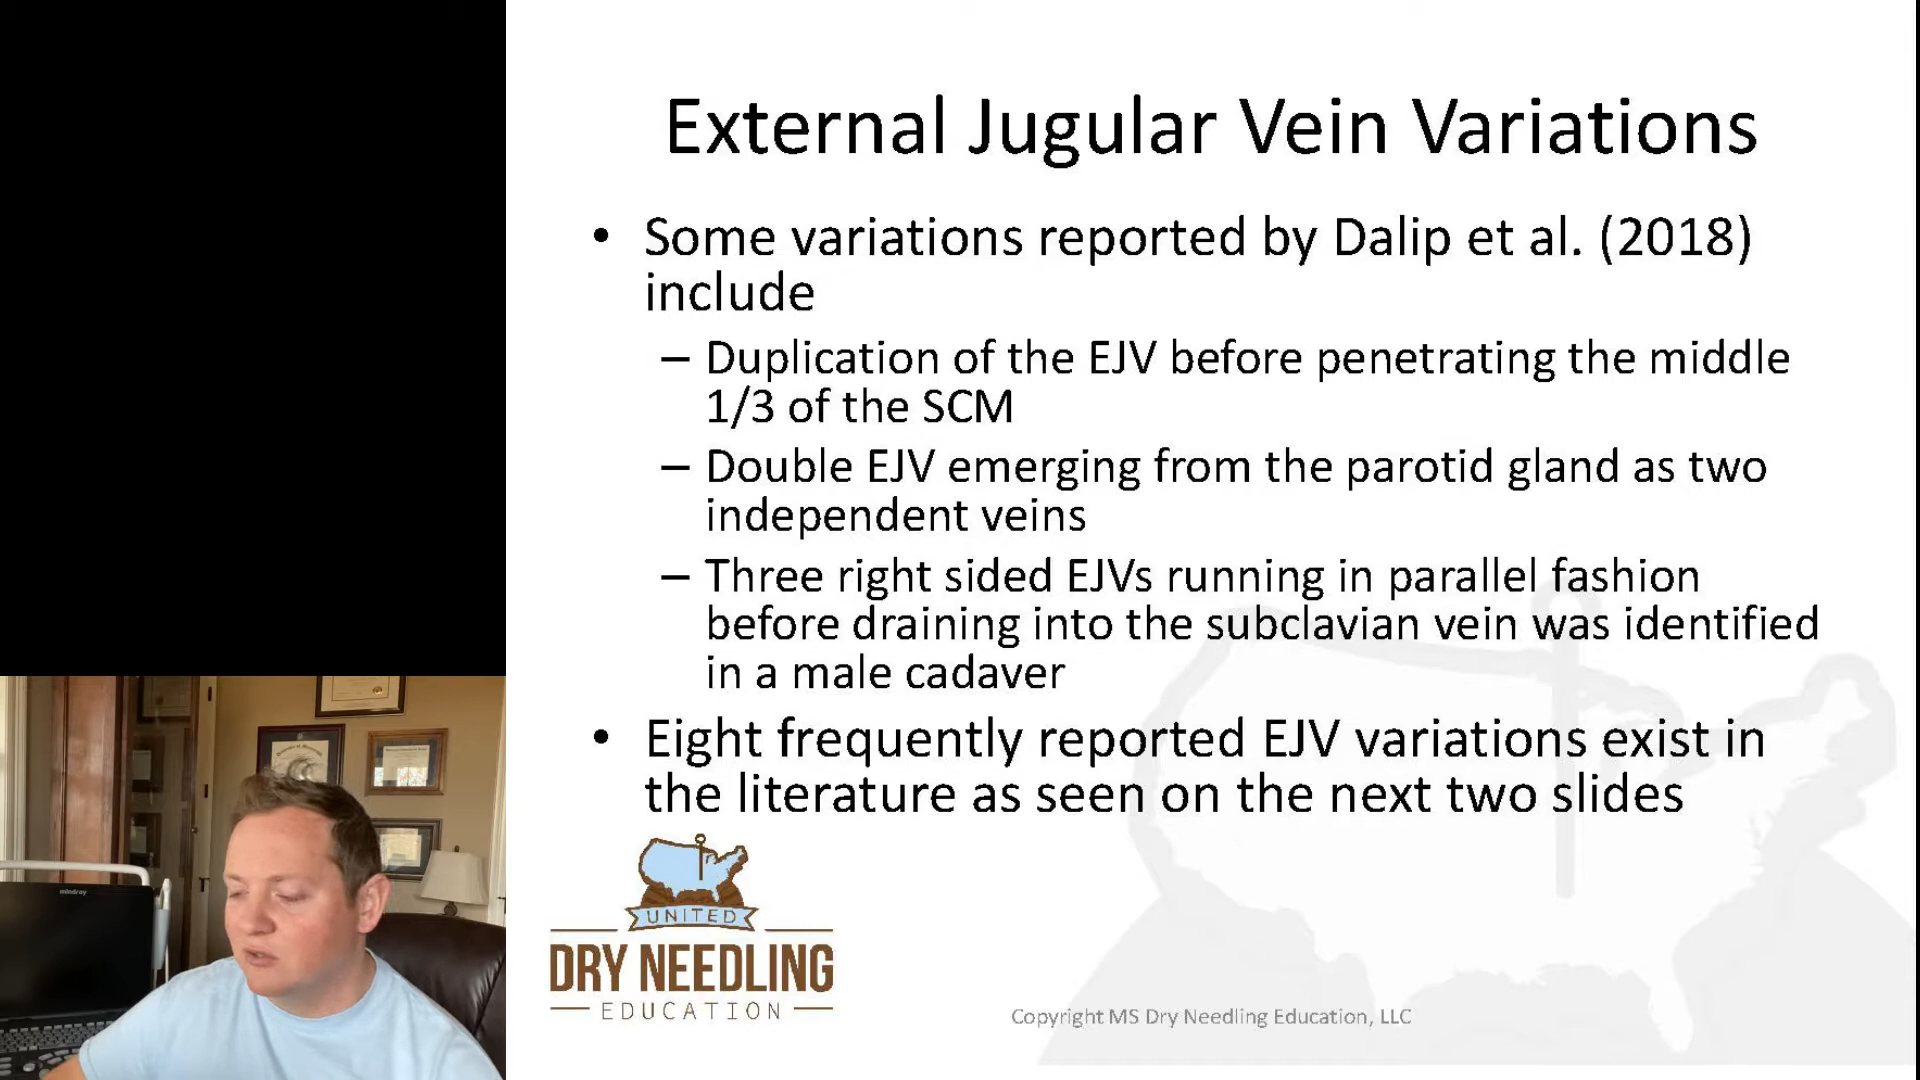 External Jugular Vein Variations
• Some variations reported by Dalip et al. (2018)
include
– Duplication of the EJV before penetrating the middle
1/3 of the SCM
– Double EJV emerging from the parotid gland as two
independent veins
– Three right sided EJVs running in parallel fashion
before draining into the subclavian vein was identified
in a male cadaver
• Eight frequently reported EJV variations exist in
the literature as seen on the next two slides
UNITED
DRY NEEDLING
EDUCATION
Copyright MS Dry Needling Education, LLC
mindray